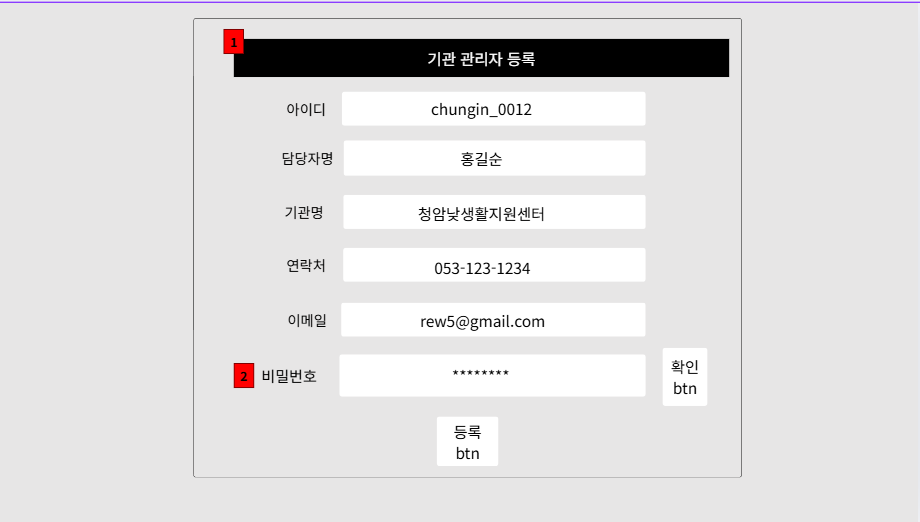 1
기관 관리자 등록
아이디
chungin_0012
담당자명
홍길순
기관명
청암낮생활지원센터
연락처
053-123-1234
이메일
rew5@gmail.com
2
비밀번호
********
확인
btn
등록
btn